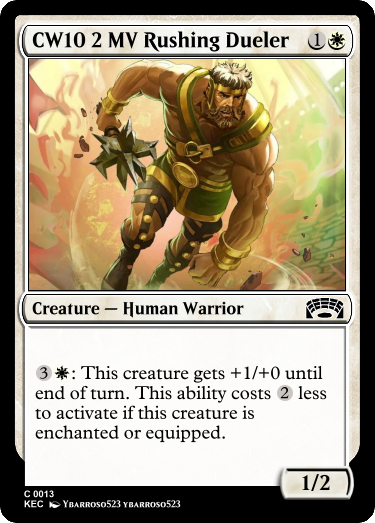 CW10 2 MV Rushing Dueler 1
Creature — Human Warrior
3 : This creature gets +1/+0 until
end of turn. This ability costs 2 less
to activate if this creature is
enchanted or equipped.
1/2
C 0013
KEC Ybarroso523 ybarroso523